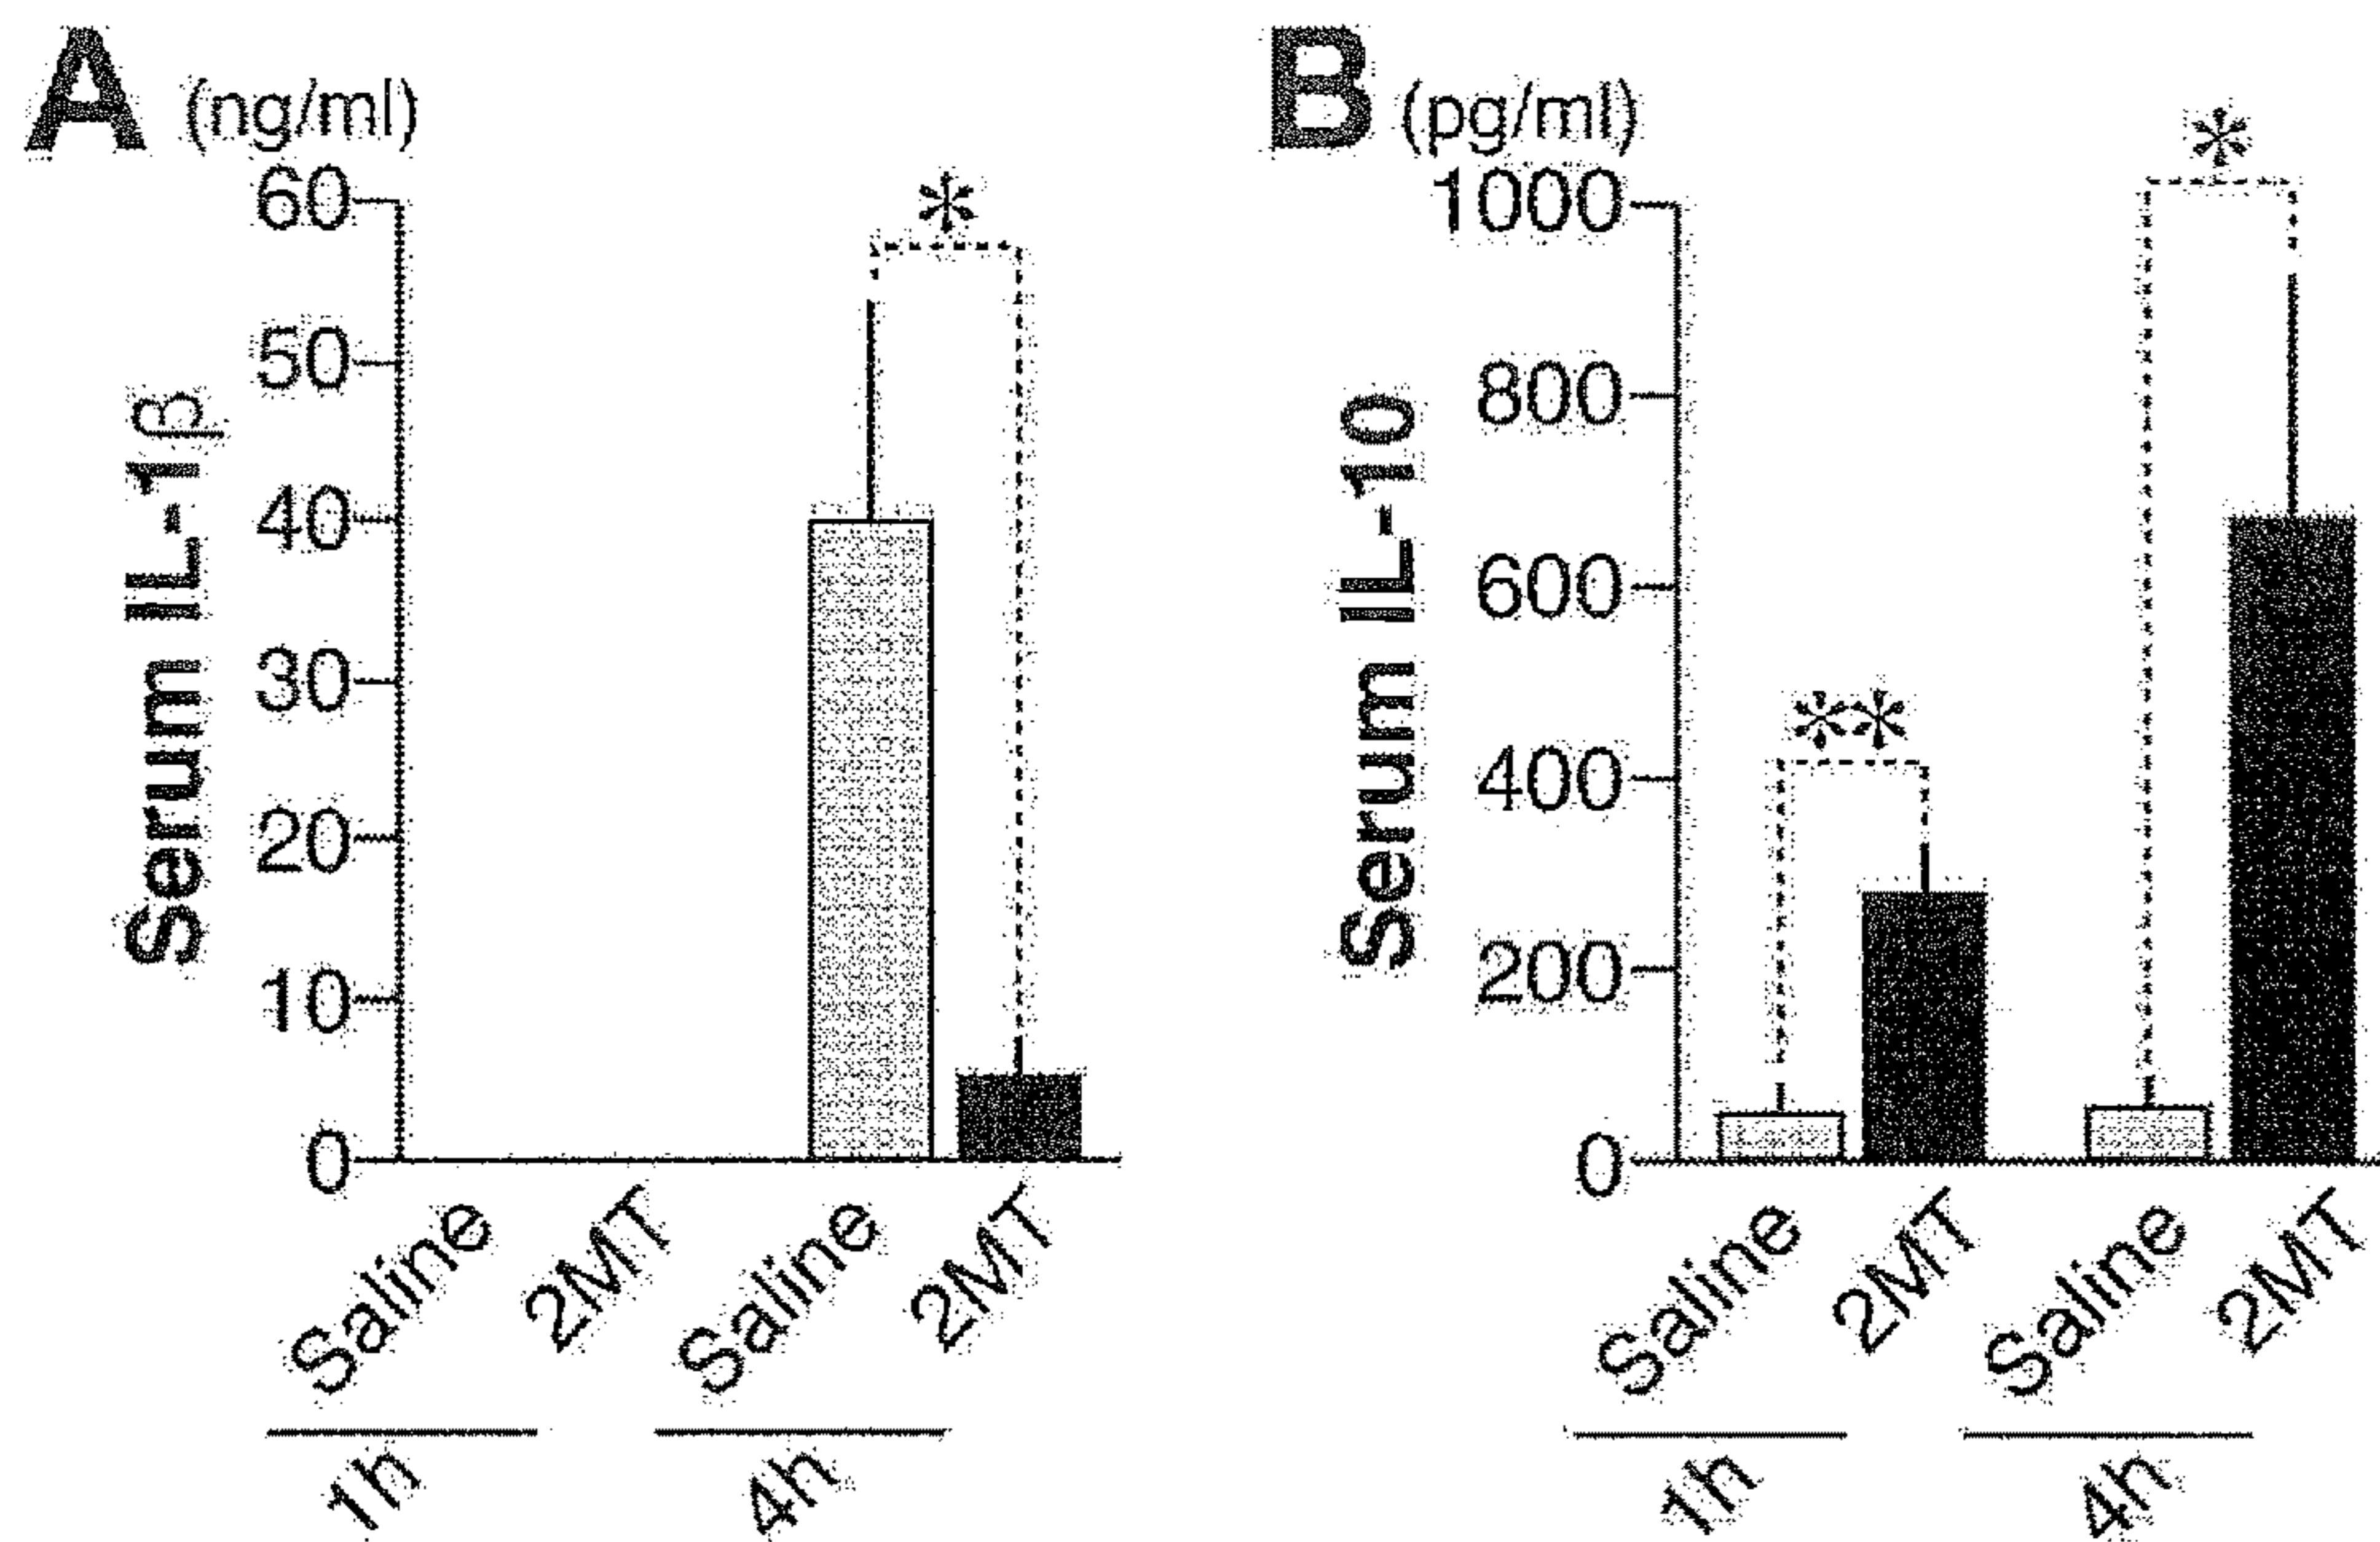 A (ng/ml)
60
50
40
30
20
10
0
Serum IL-1β
*
Saline
2MT
Saline
2MT
1h
4h
B (pg/ml)
1000
800
600
400
200
0
Serum IL-10
**
*
Saline
2MT
Saline
2MT
1h
4h